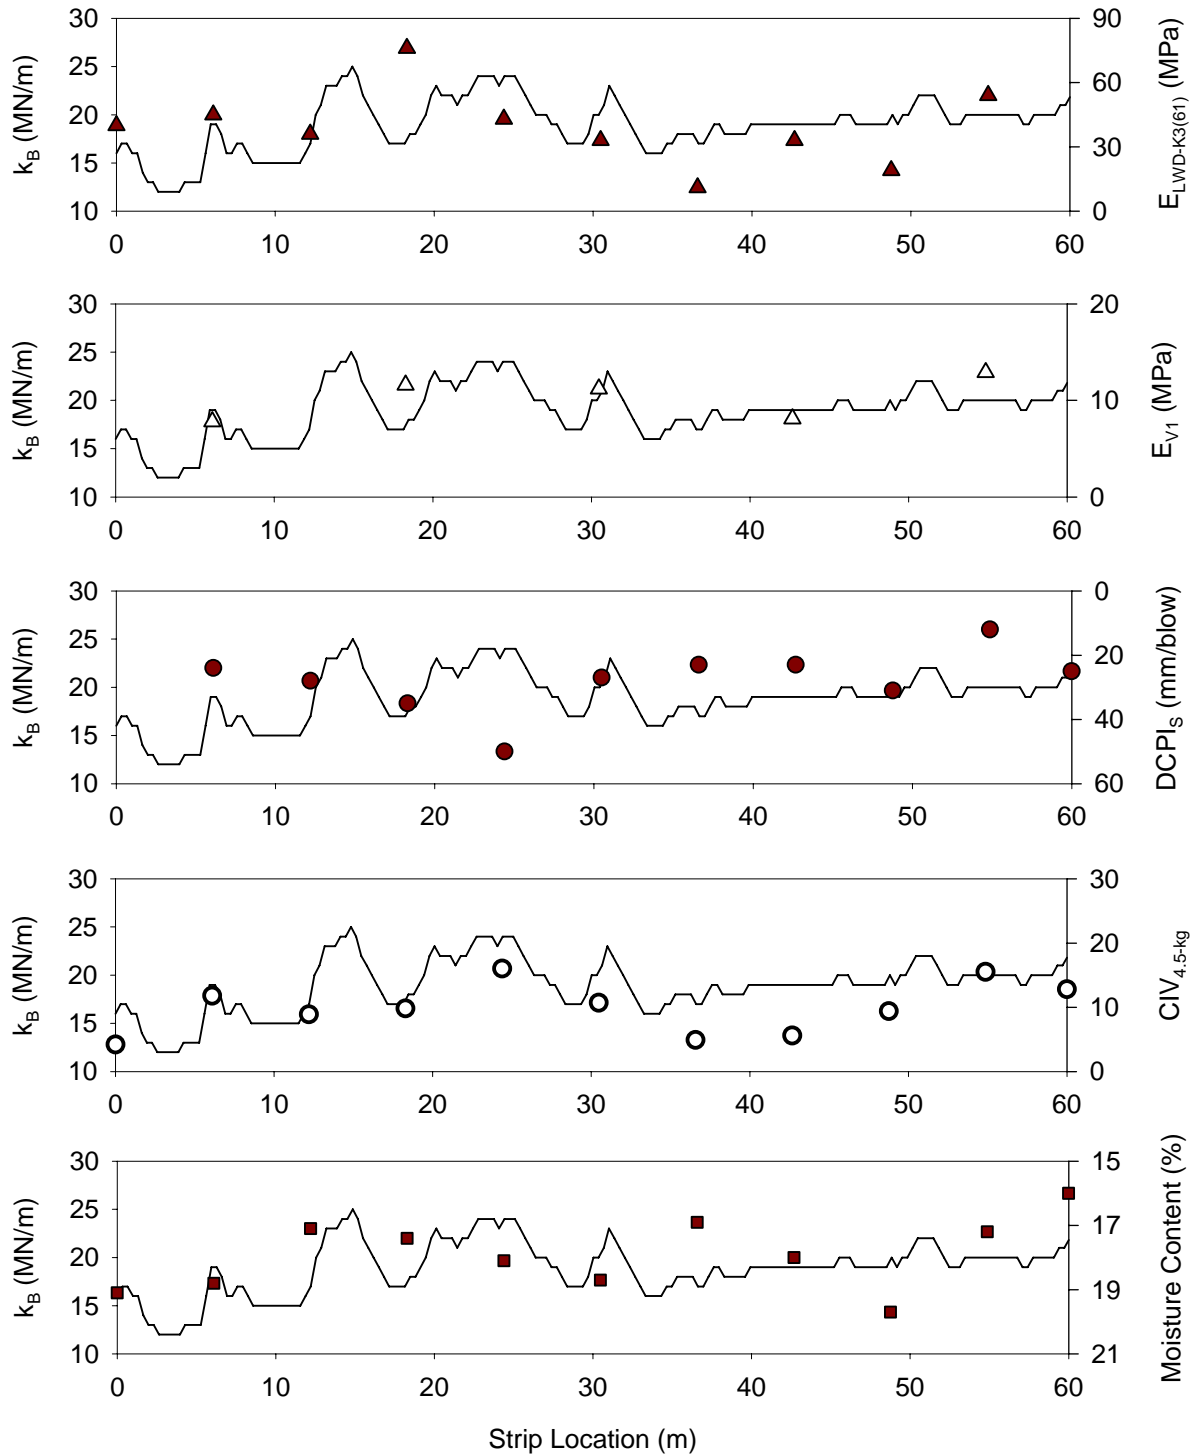 30 90
25
20 60
15 30
10 0
0 10 20 30 40 50 60
k_B (MN/m)
E_LWD-K3(61) (MPa)
30 20
25
20 10
15
10 0
0 10 20 30 40 50 60
k_B (MN/m)
E_V1 (MPa)
30 0
25 20
20
15 40
10 60
0 10 20 30 40 50 60
k_B (MN/m)
DCPI_S (mm/blow)
30 30
25 20
20
15 10
10 0
0 10 20 30 40 50 60
k_B (MN/m)
CIV_4.5-kg
30 15
25 17
20
15 19
10 21
0 10 20 30 40 50 60
k_B (MN/m)
Moisture Content (%)
Strip Location (m)